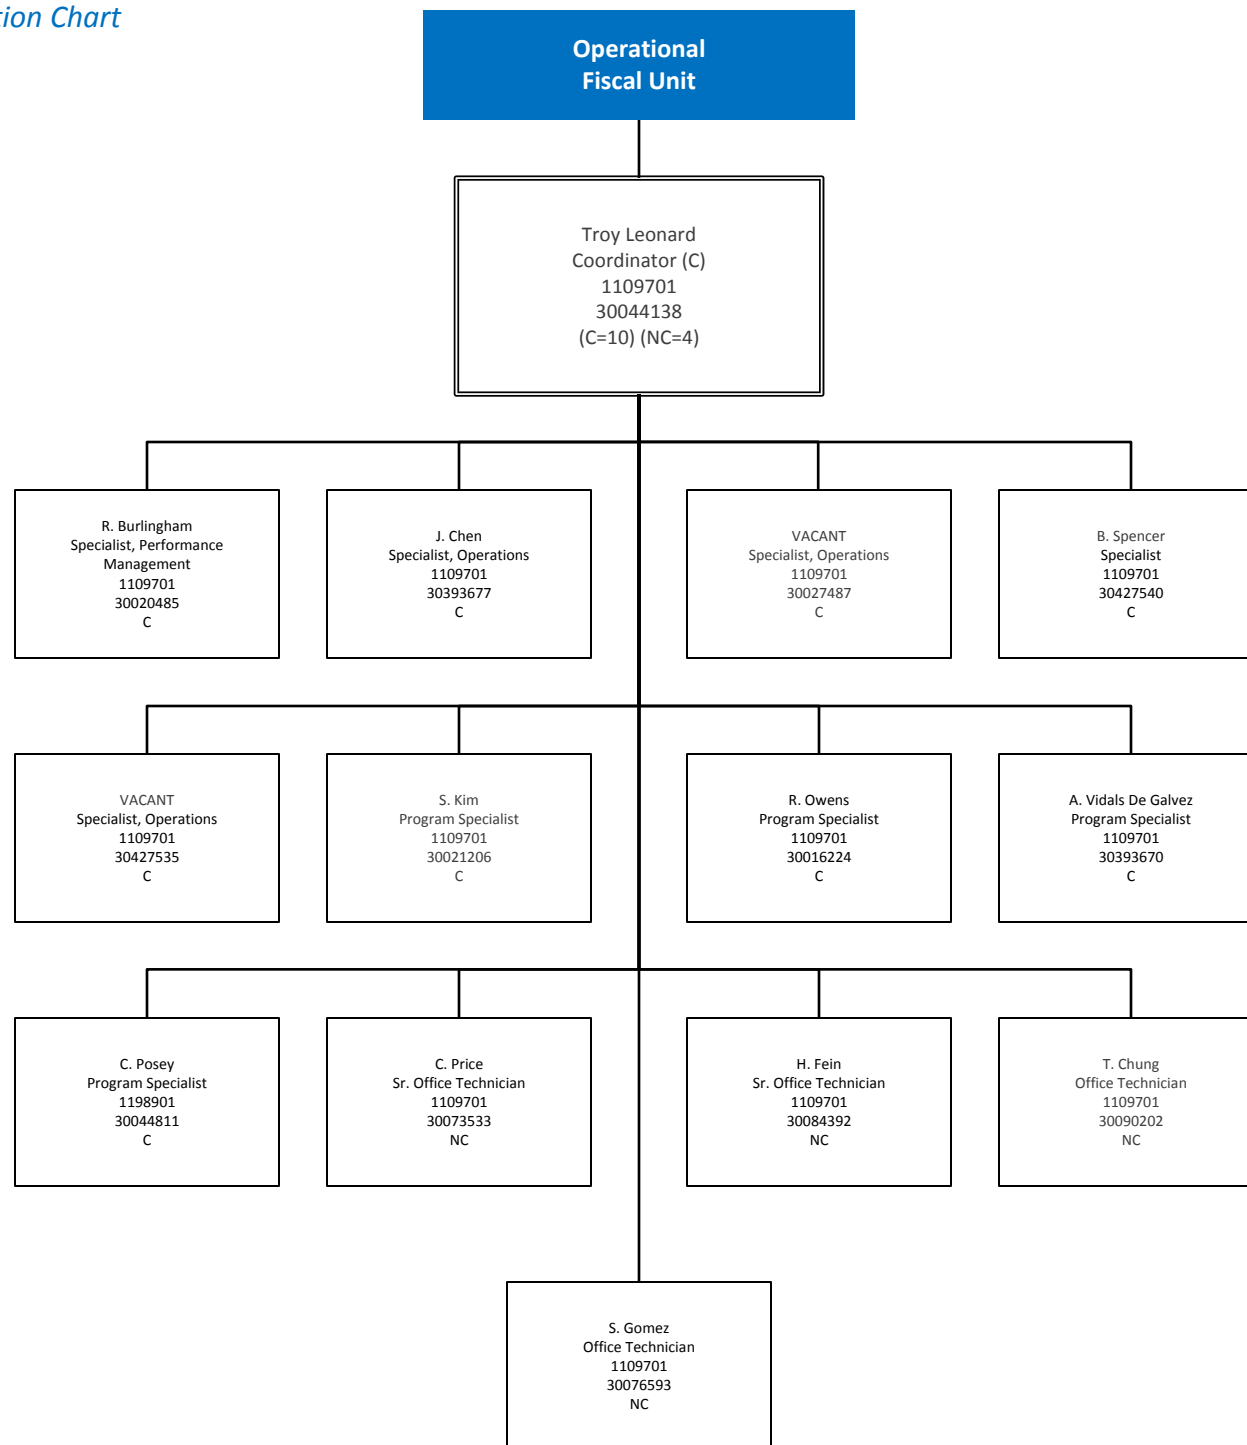 Chart
Operational
Fiscal Unit
Troy Leonard
Coordinator (C)
1109701
30044138
(C=10) (NC=4)
R. Burlingham
Specialist, Performance
Management
1109701
30020485
C
J. Chen
Specialist, Operations
1109701
30393677
C
VACANT
Specialist, Operations
1109701
30027487
C
B. Spencer
Specialist
1109701
30427540
C
VACANT
Specialist, Operations
1109701
30427535
C
S. Kim
Program Specialist
1109701
30021206
C
R. Owens
Program Specialist
1109701
30016224
C
A. Vidals De Galvez
Program Specialist
1109701
30393670
C
C. Posey
Program Specialist
1198901
30044811
C
C. Price
Sr. Office Technician
1109701
30073533
NC
H. Fein
Sr. Office Technician
1109701
30084392
NC
T. Chung
Office Technician
1109701
30090202
NC
S. Gomez
Office Technician
1109701
30076593
NC